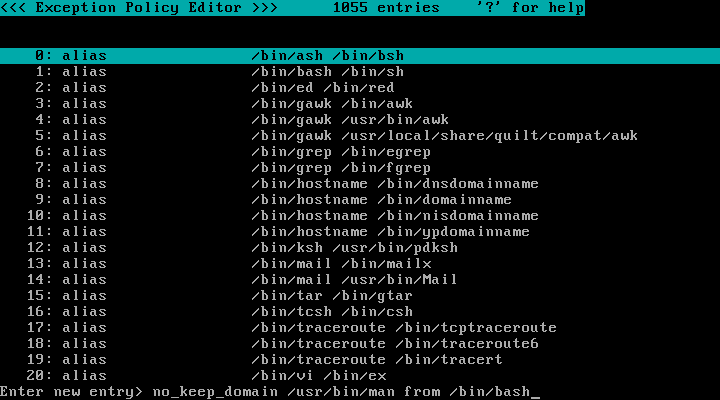 <<< Exception Policy Editor >>>      1055 entries    '?' for help
0: alias                /bin/ash /bin/bsh
1: alias                /bin/bash /bin/sh
2: alias                /bin/ed /bin/red
3: alias                /bin/gawk /bin/awk
4: alias                /bin/gawk /usr/bin/awk
5: alias                /bin/gawk /usr/local/share/quilt/compat/awk
6: alias                /bin/grep /bin/egrep
7: alias                /bin/grep /bin/fgrep
8: alias                /bin/hostname /bin/dnsdomainname
9: alias                /bin/hostname /bin/domainname
10: alias                /bin/hostname /bin/nisdomainname
11: alias                /bin/hostname /bin/ypdomainname
12: alias                /bin/ksh /usr/bin/pdksh
13: alias                /bin/mail /bin/mailx
14: alias                /bin/mail /usr/bin/Mail
15: alias                /bin/tar /bin/gtar
16: alias                /bin/tcsh /bin/csh
17: alias                /bin/traceroute /bin/tcptraceroute
18: alias                /bin/traceroute /bin/traceroute6
19: alias                /bin/traceroute /bin/tracert
20: alias                /bin/vi /bin/ex
Enter new entry> no_keep_domain /usr/bin/man from /bin/bash_